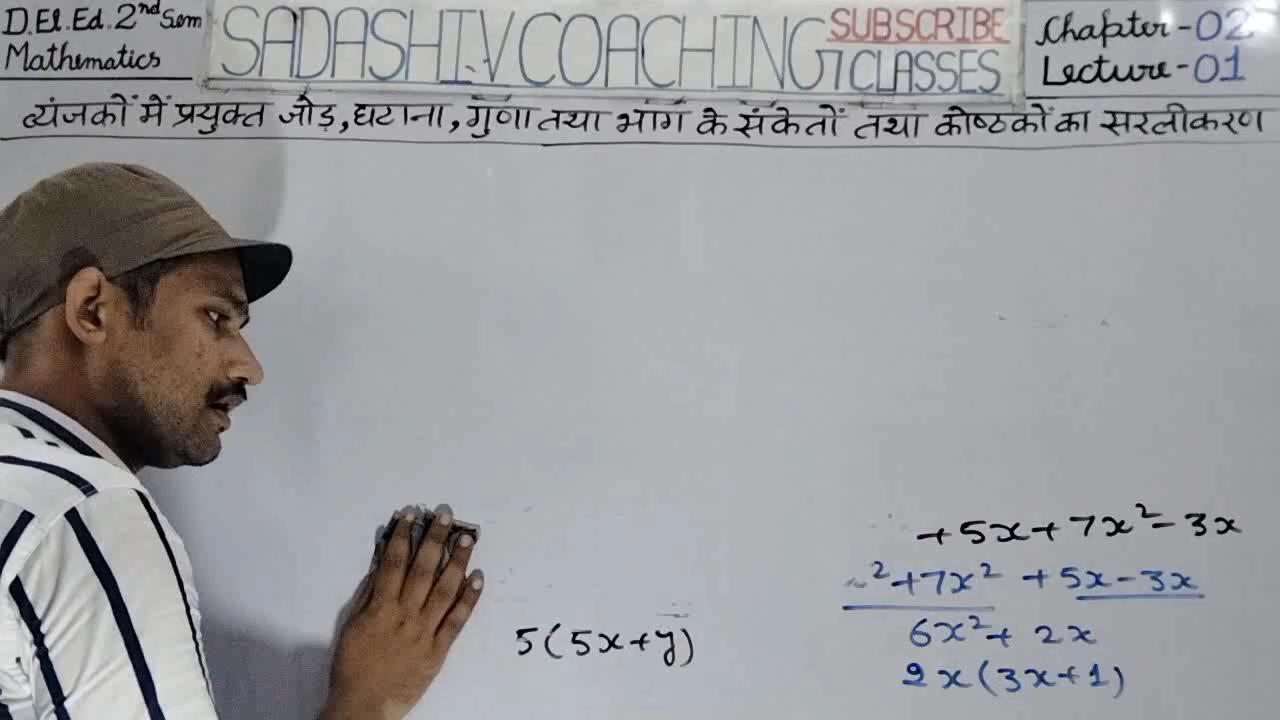 D.El.Ed. 2nd Sem
Mathematics
SADASHIV COACHING
SUBSCRIBE
CLASSES
Chapter-02
Lecture-01
व्यंजकों में प्रयुक्त जोड़, घटाना, गुणा तथा भाग के संकेतों तथा कोष्ठकों का सरलीकरण
+5x+7x²-3x
²+7x² +5x-3x
6x²+2x
2x(3x+1)
5(5x+y)